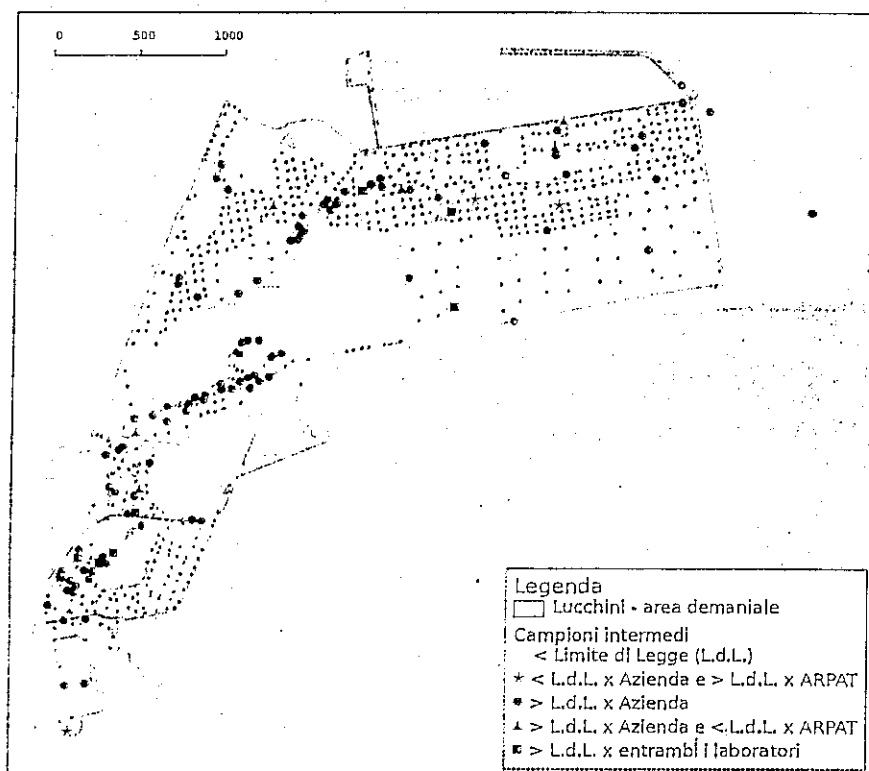 0 500 1000
Legenda
Lucchini - area demaniale
Campioni intermedi
< Limite di Legge (L.d.L.)
< L.d.L. x Azienda e > L.d.L. x ARPAT
> L.d.L. x Azienda
> L.d.L. x Azienda e < L.d.L. x ARPAT
> L.d.L. x entrambi i laboratori